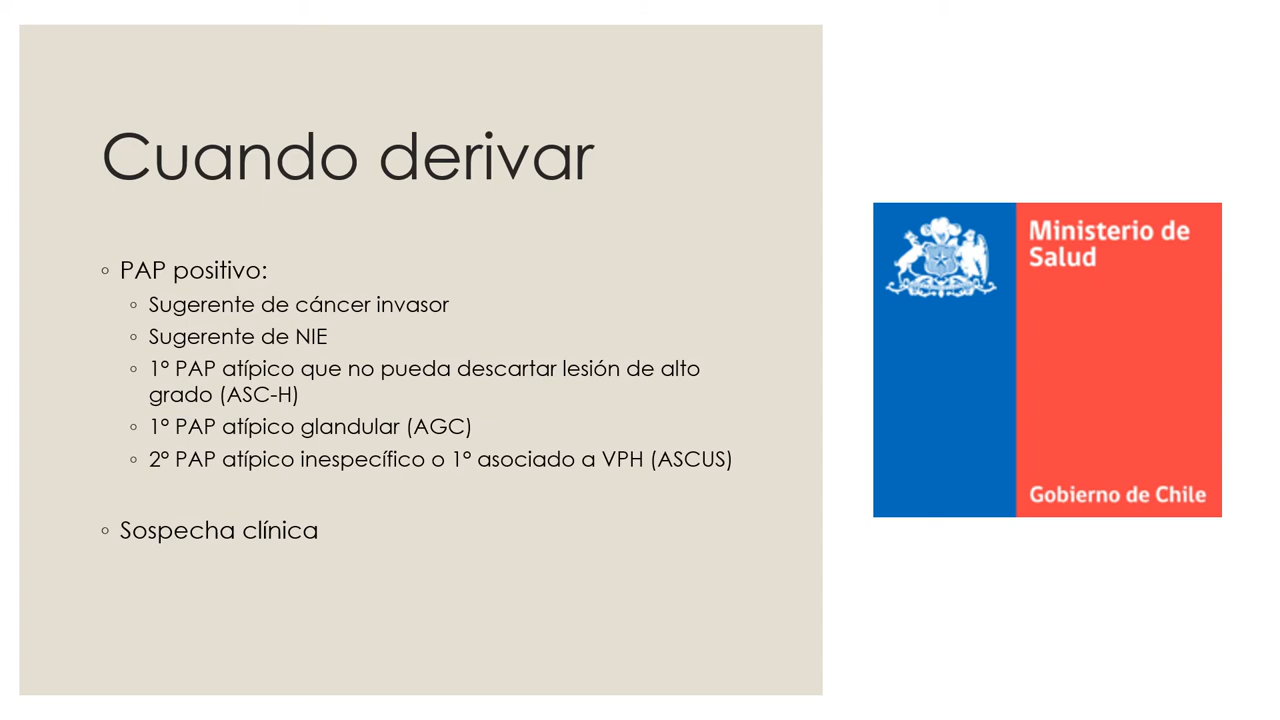 Cuando derivar
◦ PAP positivo:
◦ Sugerente de cáncer invasor
◦ Sugerente de NIE
◦ 1° PAP atípico que no pueda descartar lesión de alto
grado (ASC-H)
◦ 1° PAP atípico glandular (AGC)
◦ 2° PAP atípico inespecífico o 1° asociado a VPH (ASCUS)
◦ Sospecha clínica
Ministerio de
Salud
Gobierno de Chile